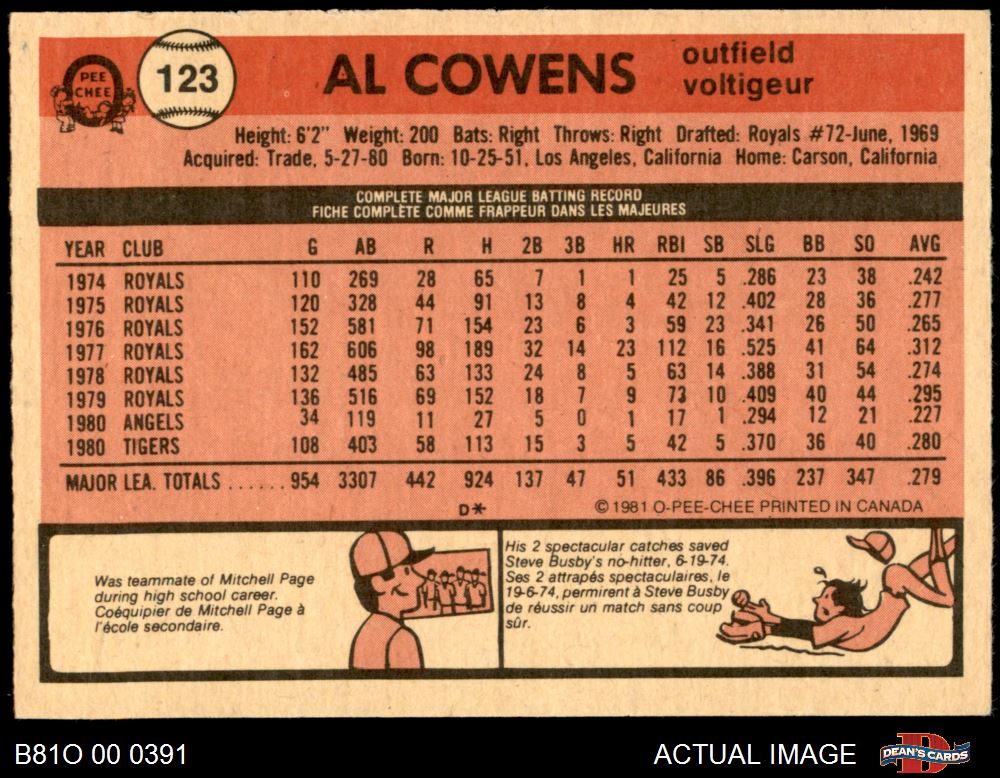 PEE
CHEE
123
AL COWENS
outfield
voltigeur
Height: 6'2" Weight: 200 Bats: Right Throws: Right Drafted: Royals #72-June, 1969
Acquired: Trade, 5-27-80 Born: 10-25-51, Los Angeles, California Home: Carson, California
COMPLETE MAJOR LEAGUE BATTING RECORD
FICHE COMPLÈTE COMME FRAPPEUR DANS LES MAJEURES
YEAR CLUB G AB R H 2B 3B HR RBI SB SLG BB SO AVG
1974 ROYALS 110 269 28 65 7 1 1 25 5 .286 23 38 .242
1975 ROYALS 120 328 44 91 13 8 4 42 12 .402 28 36 .277
1976 ROYALS 152 581 71 154 23 6 3 59 23 .341 26 50 .265
1977 ROYALS 162 606 98 189 32 14 23 112 16 .525 41 64 .312
1978 ROYALS 132 485 63 133 24 8 5 63 14 .388 31 54 .274
1979 ROYALS 136 516 69 152 18 7 9 73 10 .409 40 44 .295
1980 ANGELS 34 119 11 27 5 0 1 17 1 .294 12 21 .227
1980 TIGERS 108 403 58 113 15 3 5 42 5 .370 36 40 .280
MAJOR LEA. TOTALS ...... 954 3307 442 924 137 47 51 433 86 .396 237 347 .279
D*
©1981 O-PEE-CHEE PRINTED IN CANADA
Was teammate of Mitchell Page
during high school career.
Coéquipier de Mitchell Page à
l'école secondaire.
His 2 spectacular catches saved
Steve Busby's no-hitter, 6-19-74.
Ses 2 attrapés spectaculaires, le
19-6-74, permirent à Steve Busby
de réussir un match sans coup
sûr.
B81O 00 0391
ACTUAL IMAGE
D
DEAN'S CARDS